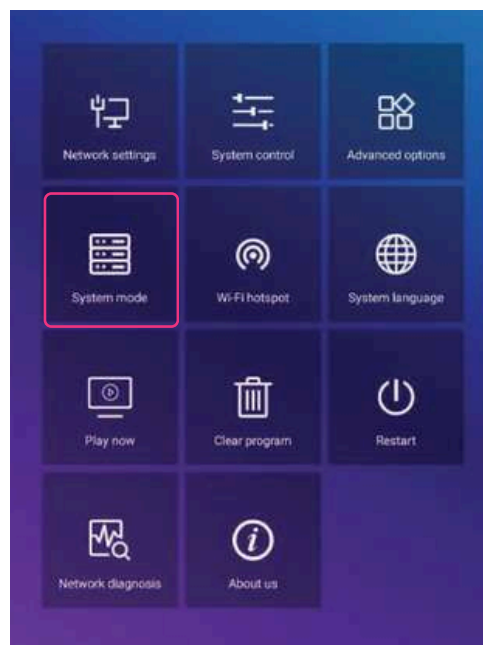 Network settings
System control
Advanced options
System mode
Wi-Fi hotspot
System language
Play now
Clear program
Restart
Network diagnosis
About us